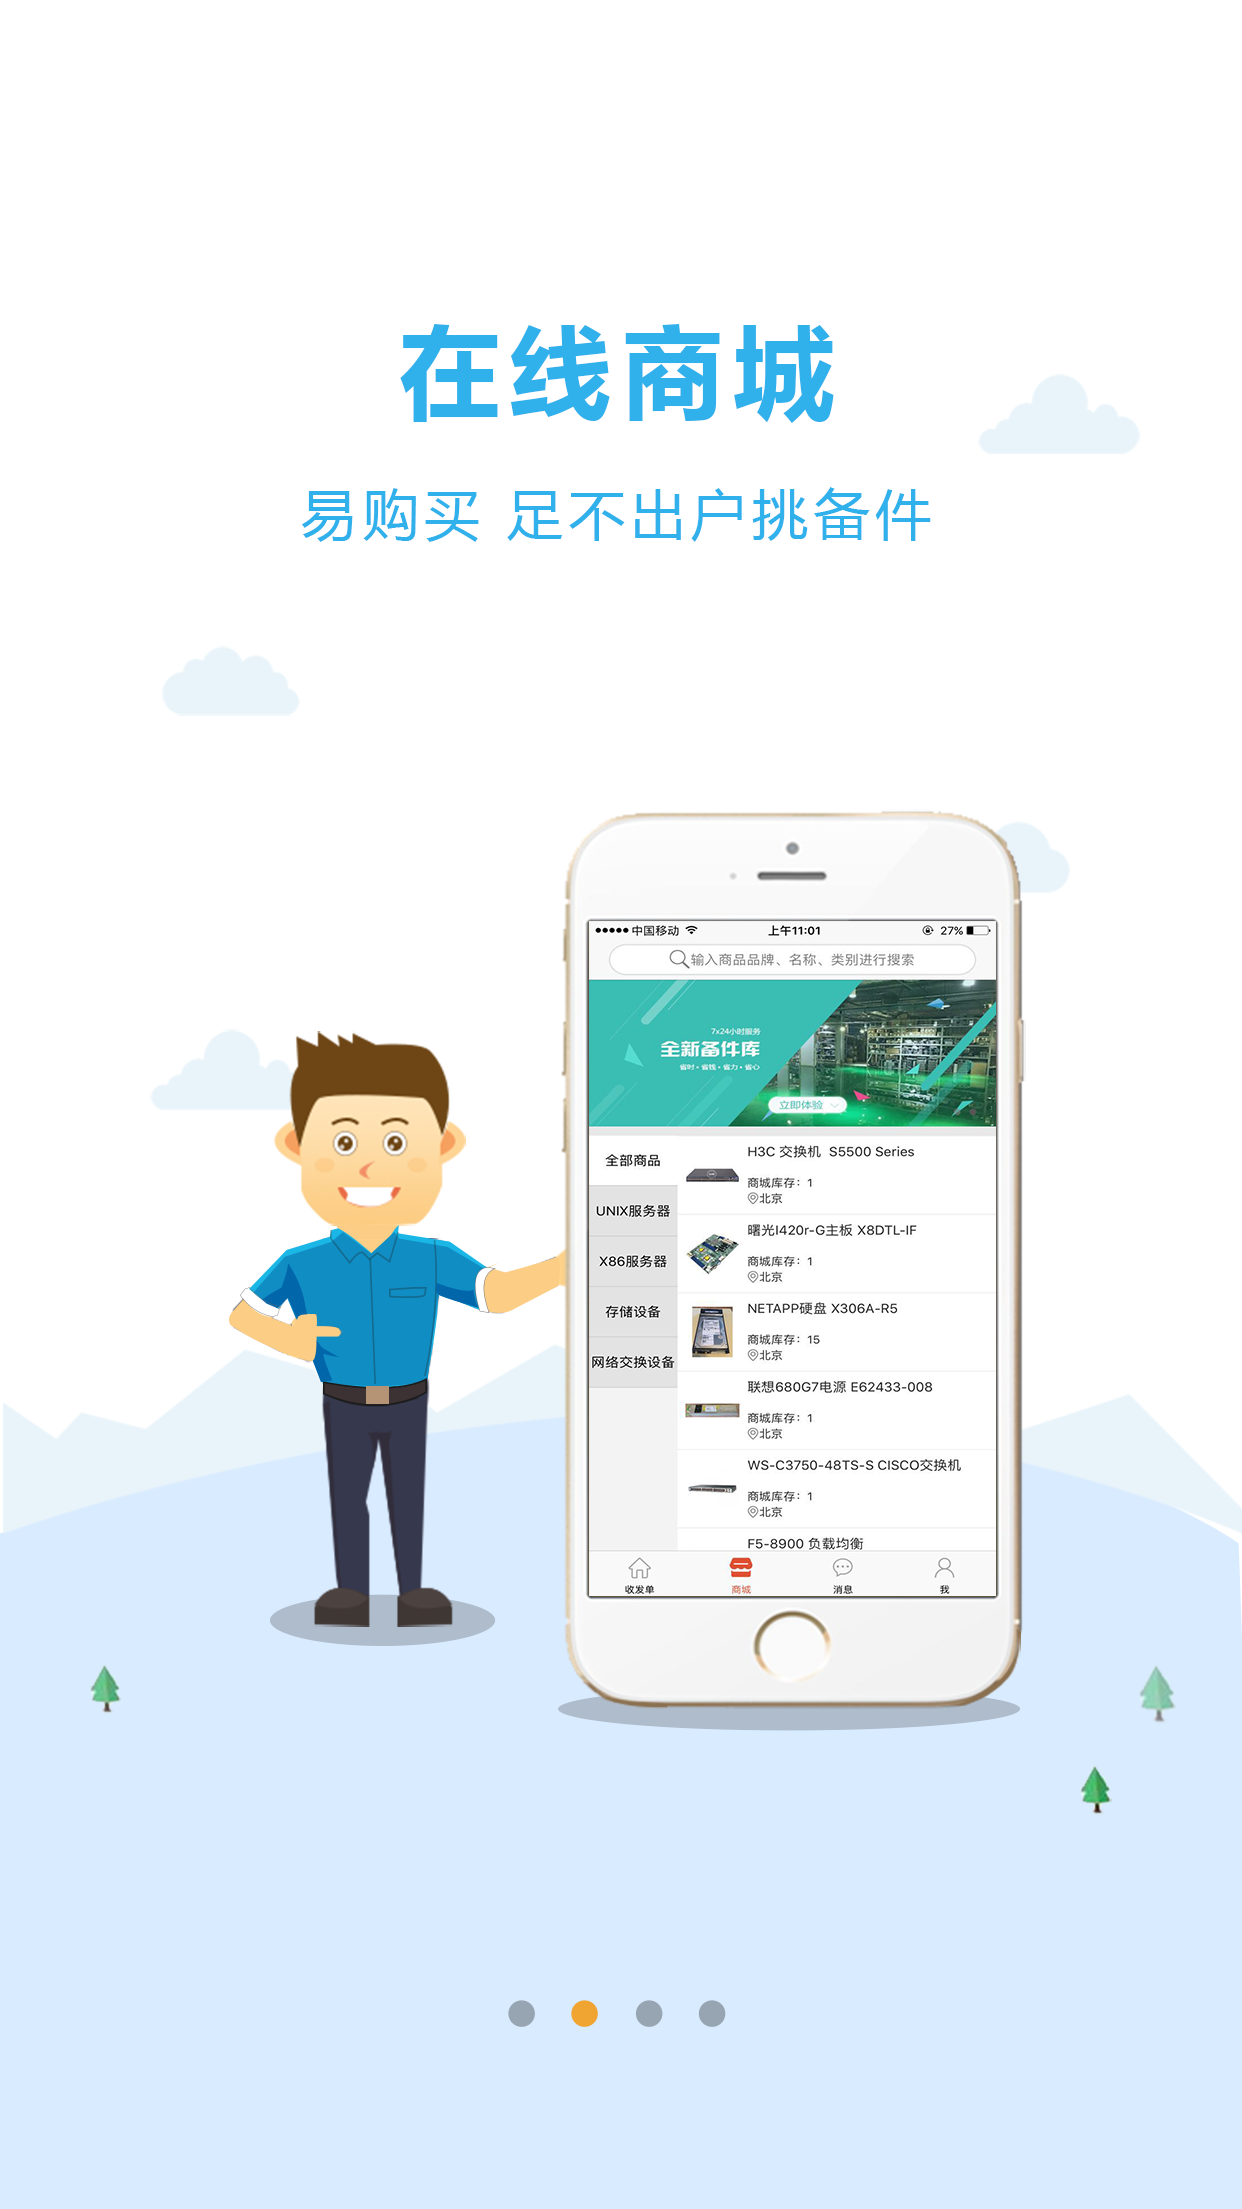 在线商城
易购买 足不出户挑备件
中国移动 上午11:01 27%
输入商品品牌、名称、类别进行搜索
7x24小时服务
全新备件库
省时·省钱·省力·省心
立即体验
全部商品
UNIX服务器
X86服务器
存储设备
网络交换设备
H3C 交换机 S5500 Series
商城库存：1
北京
曙光I420r-G主板 X8DTL-IF
商城库存：1
北京
NETAPP硬盘 X306A-R5
商城库存：15
北京
联想680G7电源 E62433-008
商城库存：1
北京
WS-C3750-48TS-S CISCO交换机
商城库存：1
北京
F5-8900 负载均衡
收发单 商城 消息 我